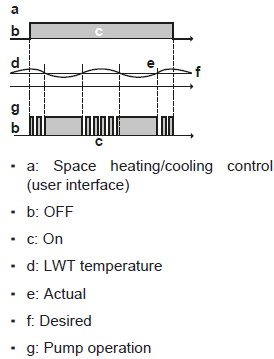 a
b
c
d
e
f
g
b
c
▪ a: Space heating/cooling control
(user interface)
▪ b: OFF
▪ c: On
▪ d: LWT temperature
▪ e: Actual
▪ f: Desired
▪ g: Pump operation